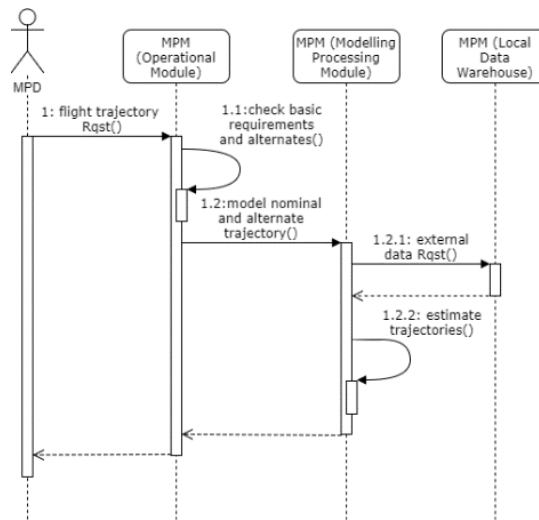 MPD
MPM
(Operational
Module)
MPM (Modelling
Processing
Module)
MPM (Local
Data
Warehouse)
1: flight trajectory
Rqst()
1.1:check basic
requirements
and alternates()
1.2:model nominal
and alternate
trajectory()
1.2.1: external
data Rqst()
1.2.2: estimate
trajectories()